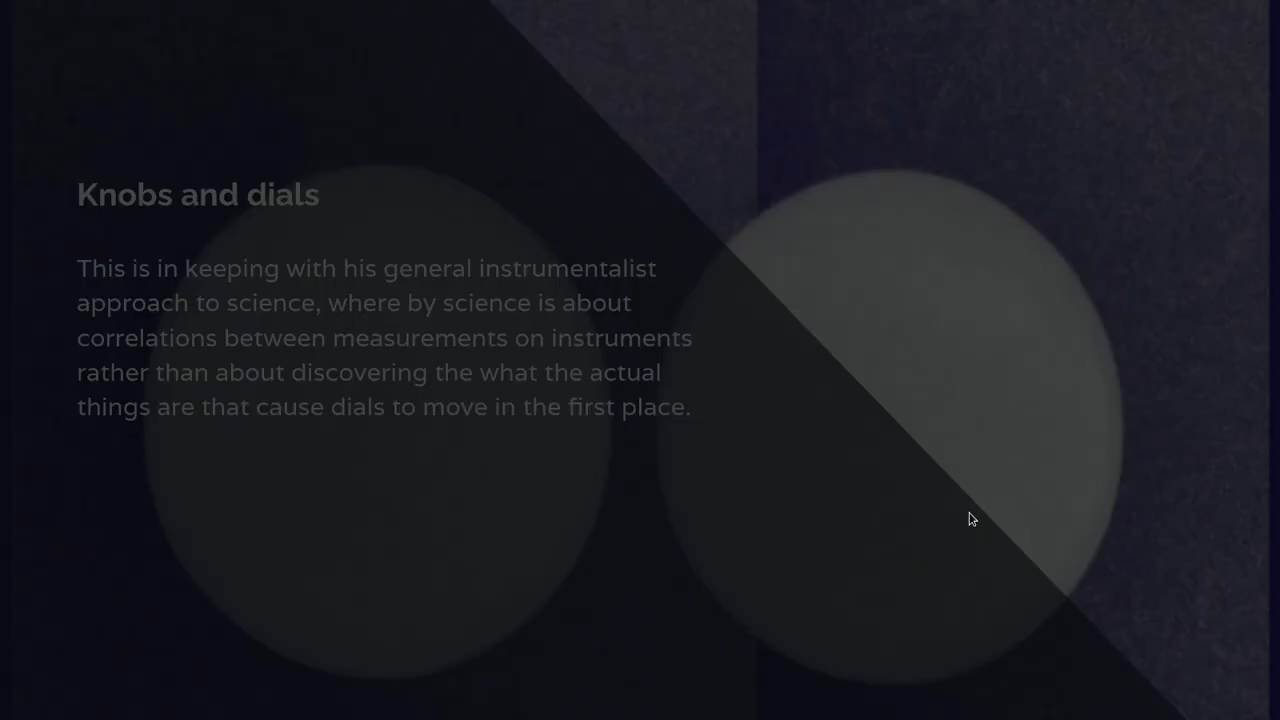 Knobs and dials
This is in keeping with his general instrumentalist
approach to science, where by science is about
correlations between measurements on instruments
rather than about discovering the what the actual
things are that cause dials to move in the first place.